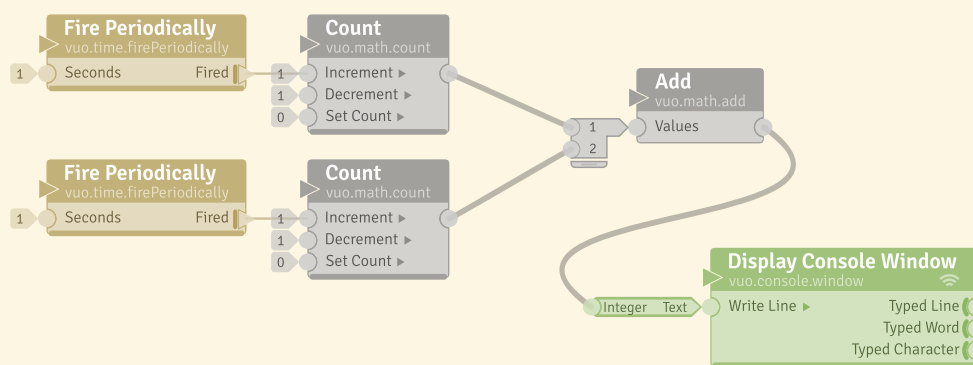 Fire Periodically
vuo.time.firePeriodically
1 Seconds Fired
Count
vuo.math.count
1 Increment
1 Decrement
0 Set Count
Fire Periodically
vuo.time.firePeriodically
1 Seconds Fired
Count
vuo.math.count
1 Increment
1 Decrement
0 Set Count
1
2
Add
vuo.math.add
Values
Integer Text
Display Console Window
vuo.console.window
Write Line Typed Line
Typed Word
Typed Character